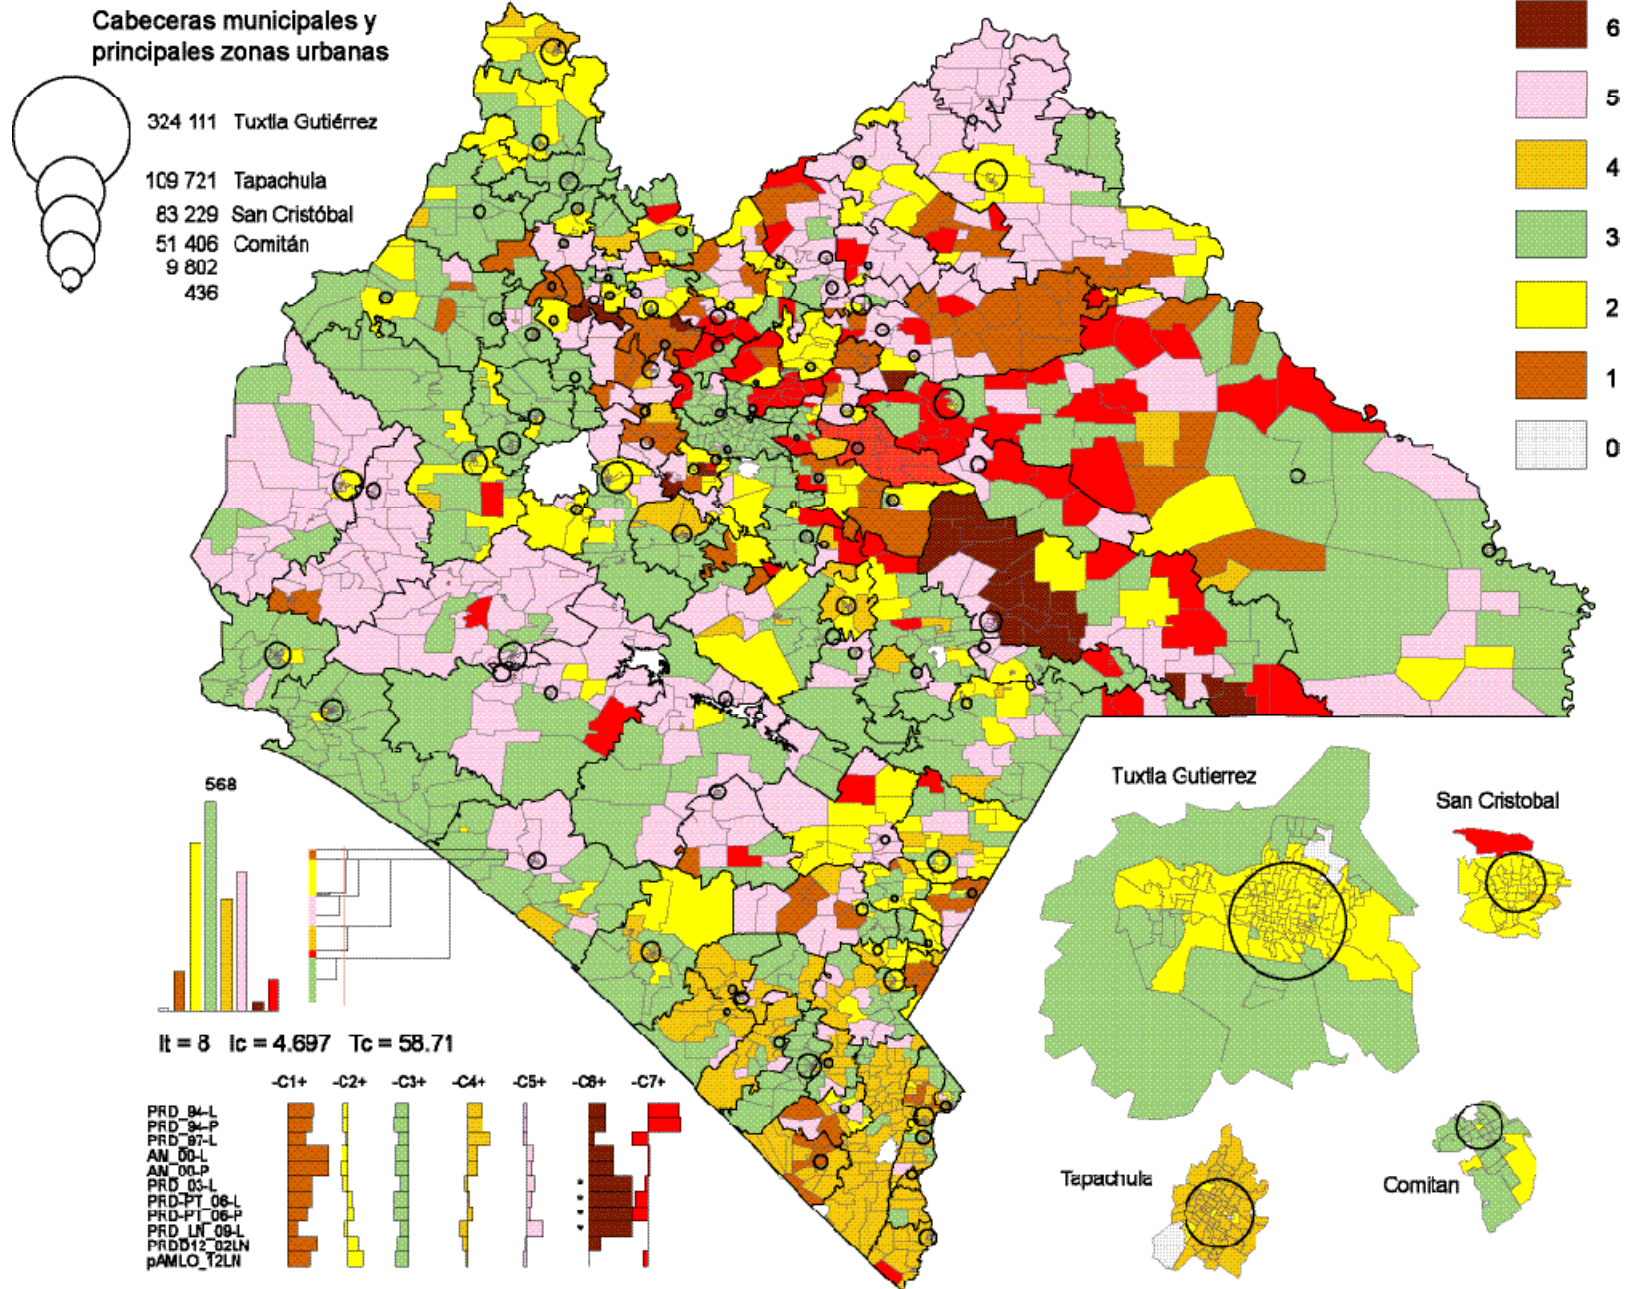 Cabeceras municipales y
principales zonas urbanas
324 111 Tuxtla Gutiérrez
109 721 Tapachula
83 229 San Cristóbal
51 406 Comitán
9 802
436
6
5
4
3
2
1
0
568
It = 8 Ic = 4.697 Tc = 58.71
-C1+ -C2+ -C3+ -C4+ -C5+ -C6+ -C7+
PRD_94-L
PRD_94-P
PRD_97-L
AN_00-L
AN_00-P
PRD_03-L
PRD-PT_06-L
PRD-PT_06-P
PRD_LN_09-L
PRDD12_02LN
pAMLO_12LN
Tuxtla Gutierrez
San Cristobal
Tapachula
Comitan